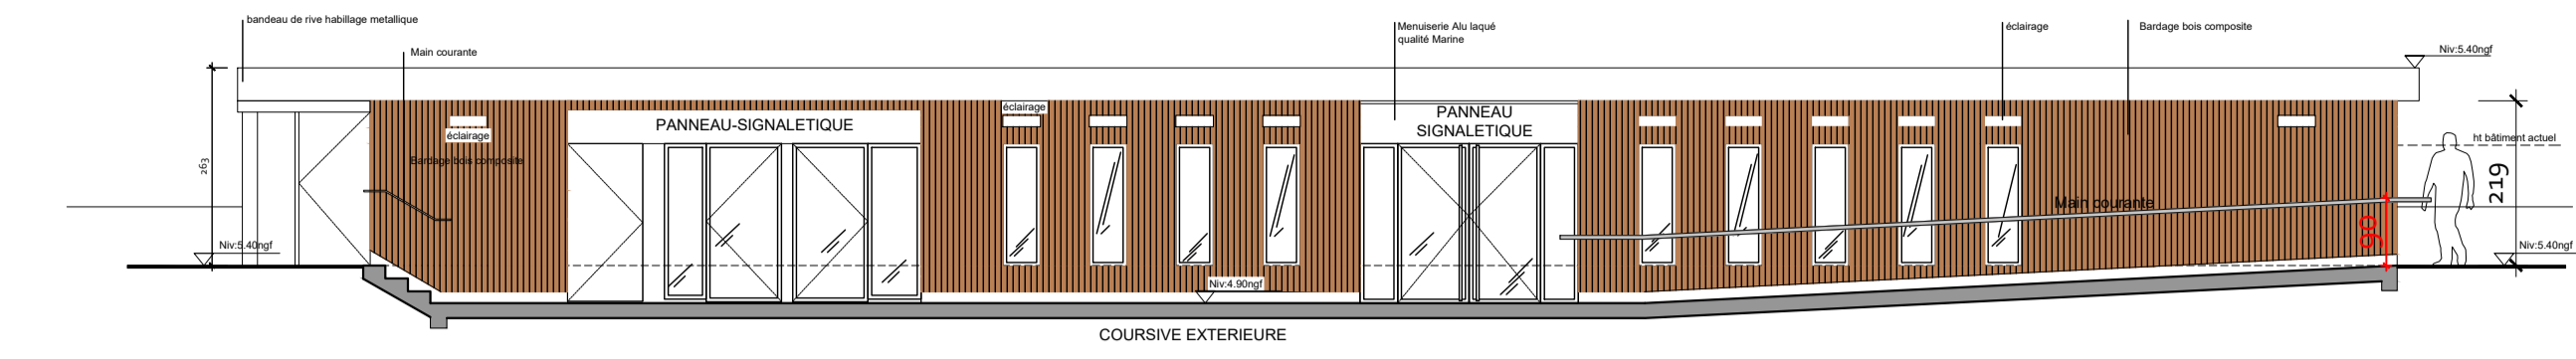 bandeau de rive habillage metallique
Main courante
Menuiserie Alu laqué
qualité Marine
éclairage
Bardage bois composite
Niv:5.40ngf
éclairage
PANNEAU-SIGNALETIQUE
éclairage
PANNEAU
SIGNALETIQUE
ht bâtiment actuel
Bardage bois composite
263
219
Main courante
90
Niv:5.40ngf
Niv:5.40ngf
Niv:4.90ngf
COURSIVE EXTERIEURE